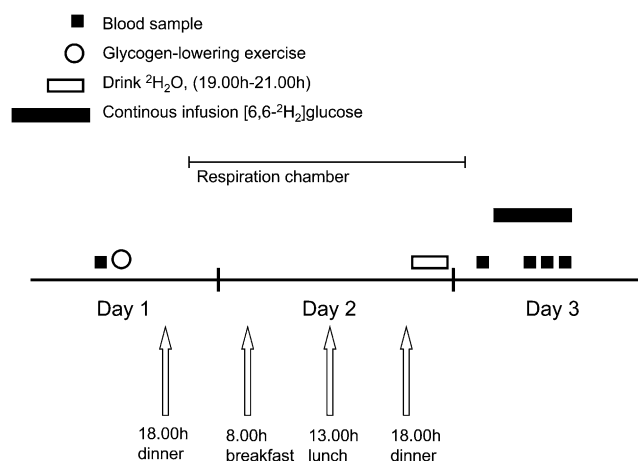 Blood sample
Glycogen-lowering exercise
Drink ²H₂O, (19.00h-21.00h)
Continous infusion [6,6-²H₂]glucose
Respiration chamber
Day 1
Day 2
Day 3
18.00h
dinner
8.00h
breakfast
13.00h
lunch
18.00h
dinner